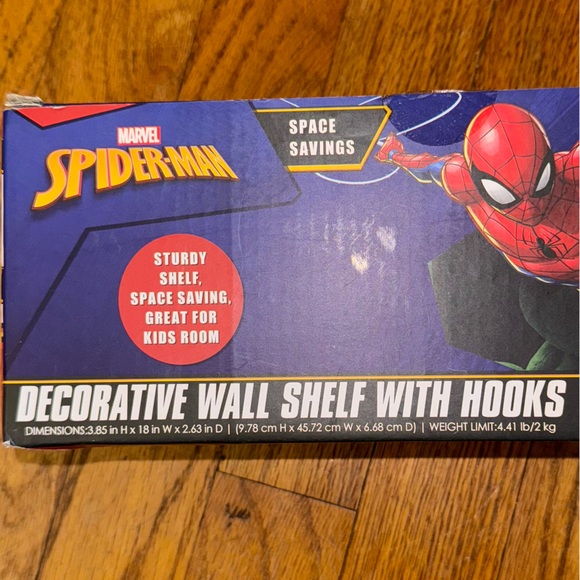 MARVEL
SPIDER-MAN
SPACE
SAVINGS
STURDY
SHELF,
SPACE SAVING,
GREAT FOR
KIDS ROOM
DECORATIVE WALL SHELF WITH HOOKS
DIMENSIONS:3.85 in H x 18 in W x 2.63 in D | (9.78 cm H x 45.72 cm W x 6.68 cm D) | WEIGHT LIMIT:4.41 lb/2 kg